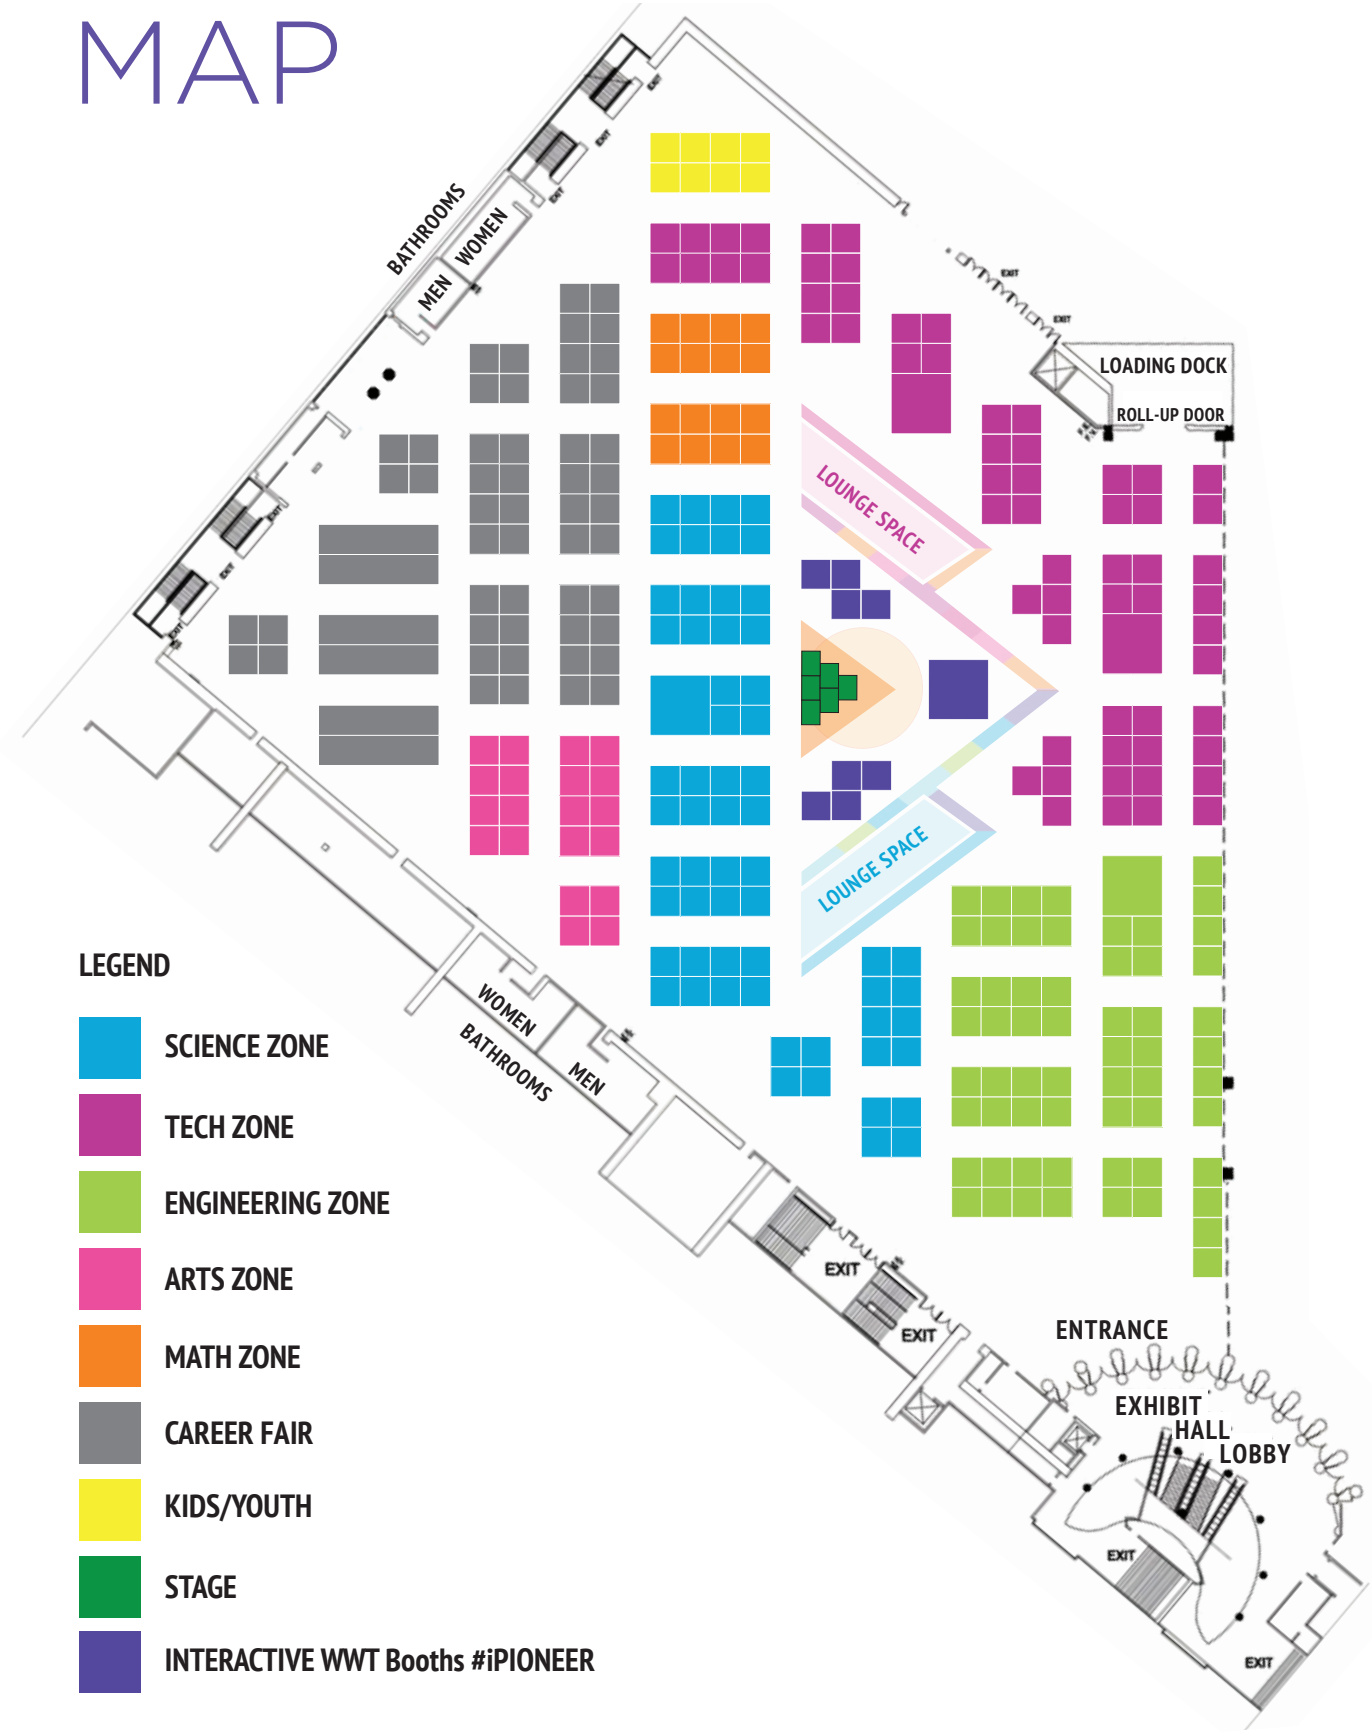 MAP
EXIT
EXIT
EXIT
BATHROOMS
WOMEN
MEN
EXIT
EXIT
LOADING DOCK
ROLL-UP DOOR
LOUNGE SPACE
EXIT
EXIT
EXIT
LOUNGE SPACE
WOMEN
BATHROOMS
MEN
EXIT
EXIT
ENTRANCE
EXHIBIT
HALL
LOBBY
EXIT
EXIT
LEGEND
SCIENCE ZONE
TECH ZONE
ENGINEERING ZONE
ARTS ZONE
MATH ZONE
CAREER FAIR
KIDS/YOUTH
STAGE
INTERACTIVE WWT Booths #iPIONEER